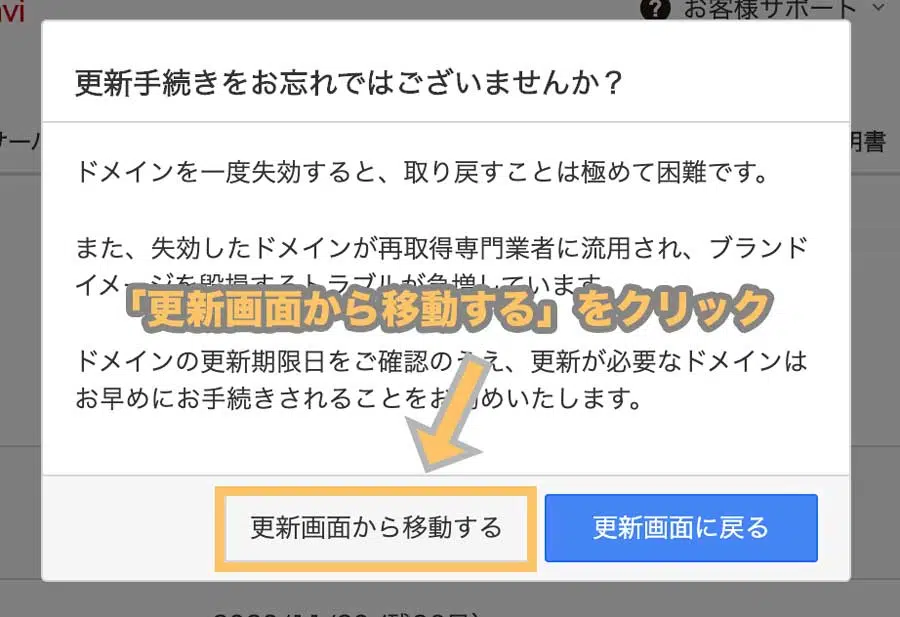 avi
お客様サポート
更新手続きをお忘れではございませんか？
サーバ
明書
ドメインを一度失効すると、取り戻すことは極めて困難です。
また、失効したドメインが再取得専門業者に流用され、ブランド
イメージを毀損するトラブルが急増しています。
「更新画面から移動する」をクリック
ドメインの更新期限日をご確認のうえ、更新が必要なドメインは
お早めにお手続きされることをお勧めいたします。
更新画面から移動する
更新画面に戻る